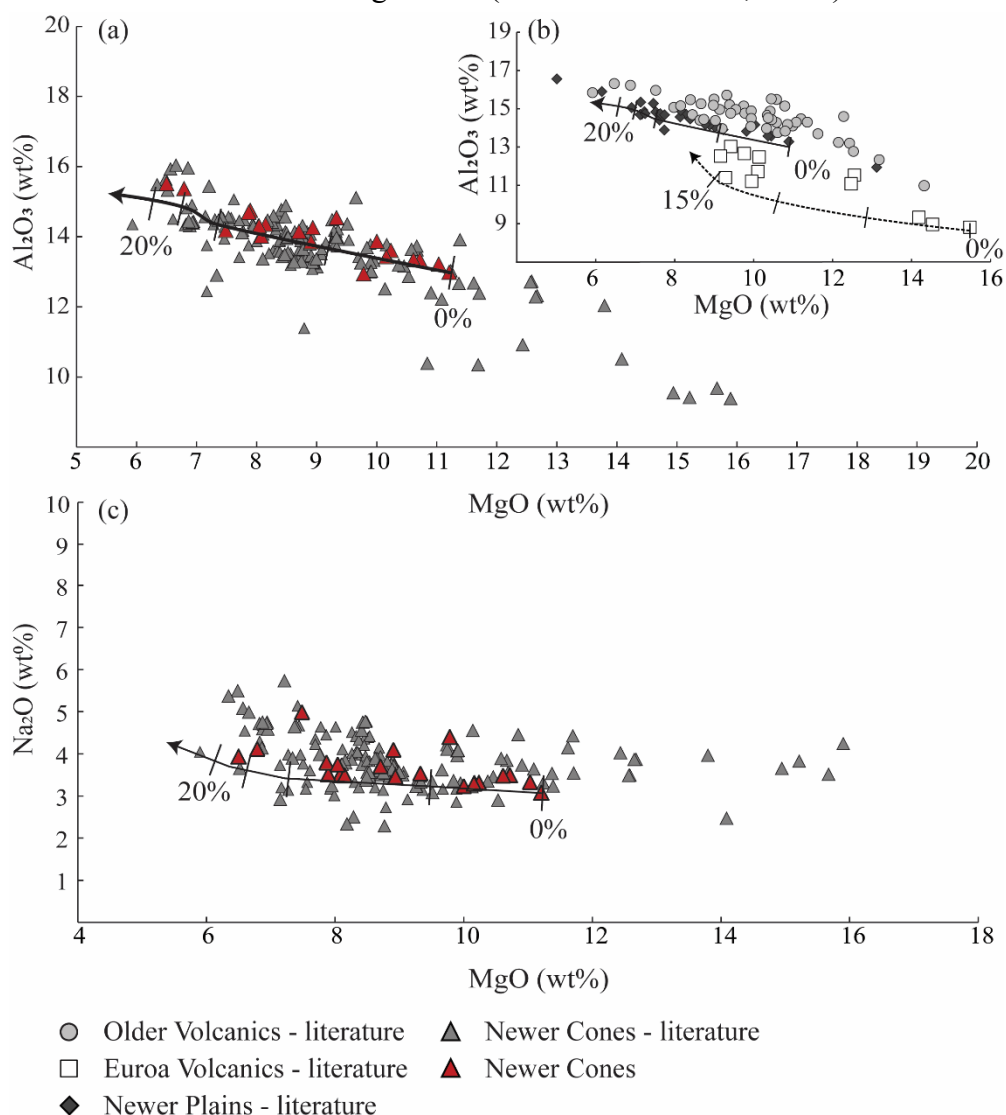 20
(a)
18
16
14
12
10
Al₂O₃ (wt%)
20%
0%
5 6 7 8 9 10 11 12 13 14 15 16 17 18 19 20
MgO (wt%)
19
(b)
17
15
13
11
9
Al₂O₃ (wt%)
20%
0%
15%
0%
6 8 10 12 14 16
MgO (wt%)
10
(c)
9
8
7
6
5
4
3
2
1
Na₂O (wt%)
20%
0%
6 8 10 12 14 16 18
MgO (wt%)
Older Volcanics - literature
Newer Cones - literature
Euroa Volcanics - literature
Newer Cones
Newer Plains - literature